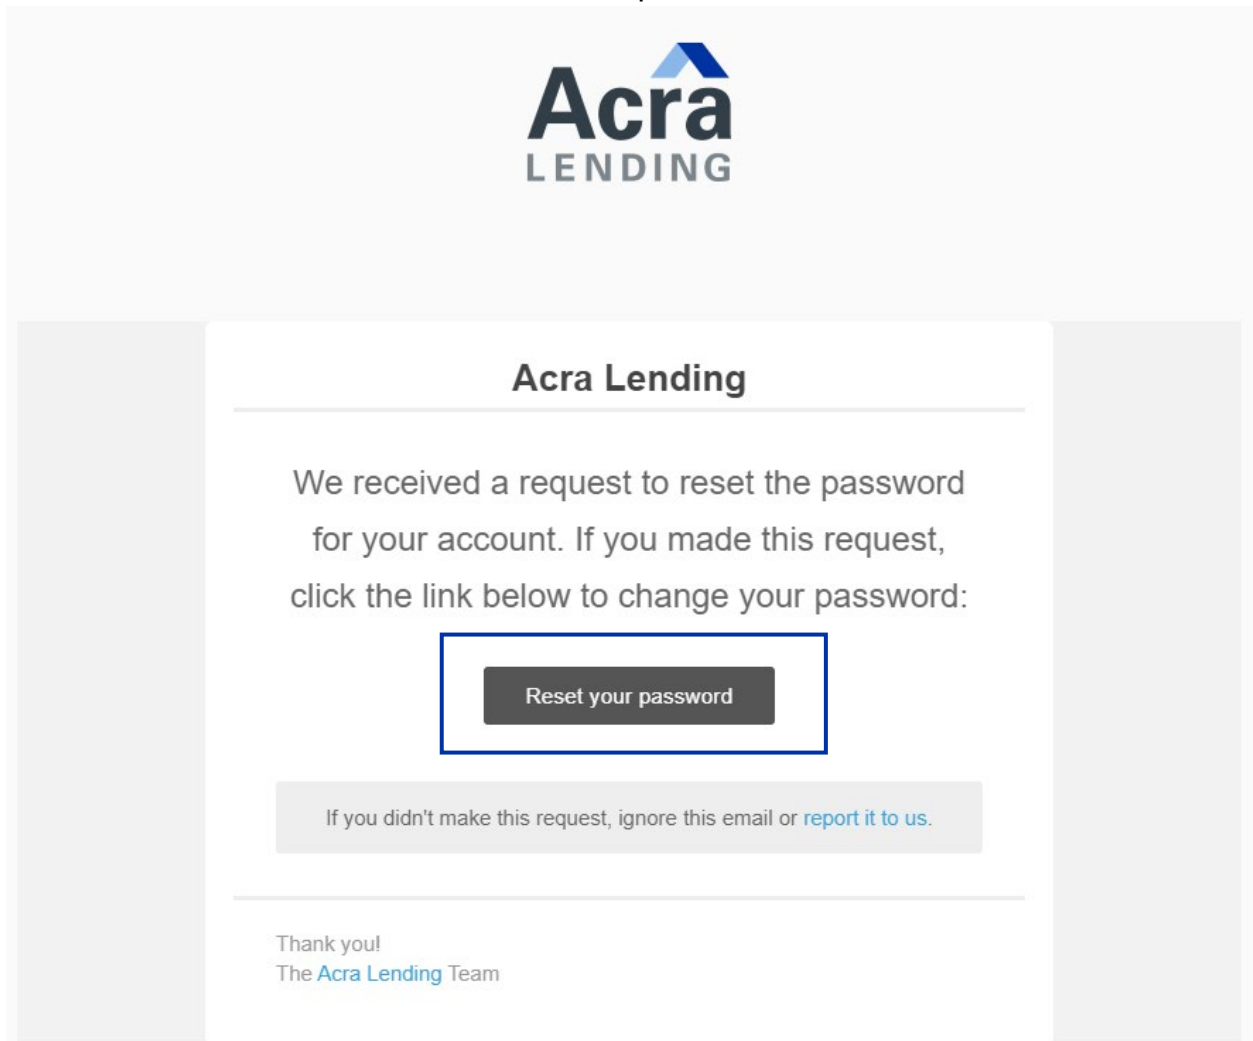 Acra
LENDING
Acra Lending
We received a request to reset the password
for your account. If you made this request,
click the link below to change your password:
Reset your password
If you didn't make this request, ignore this email or report it to us.
Thank you!
The Acra Lending Team